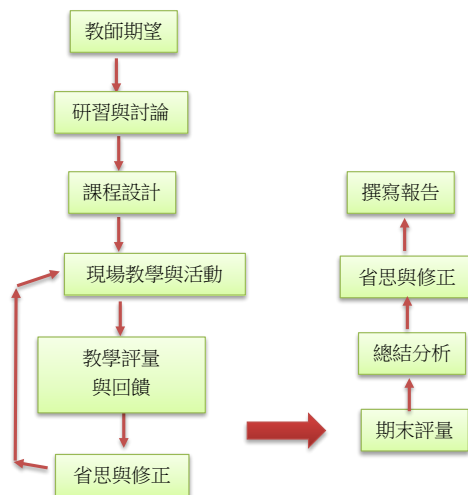 教師期望
研習與討論
課程設計
現場教學與活動
教學評量
與回饋
省思與修正
撰寫報告
省思與修正
總結分析
期末評量